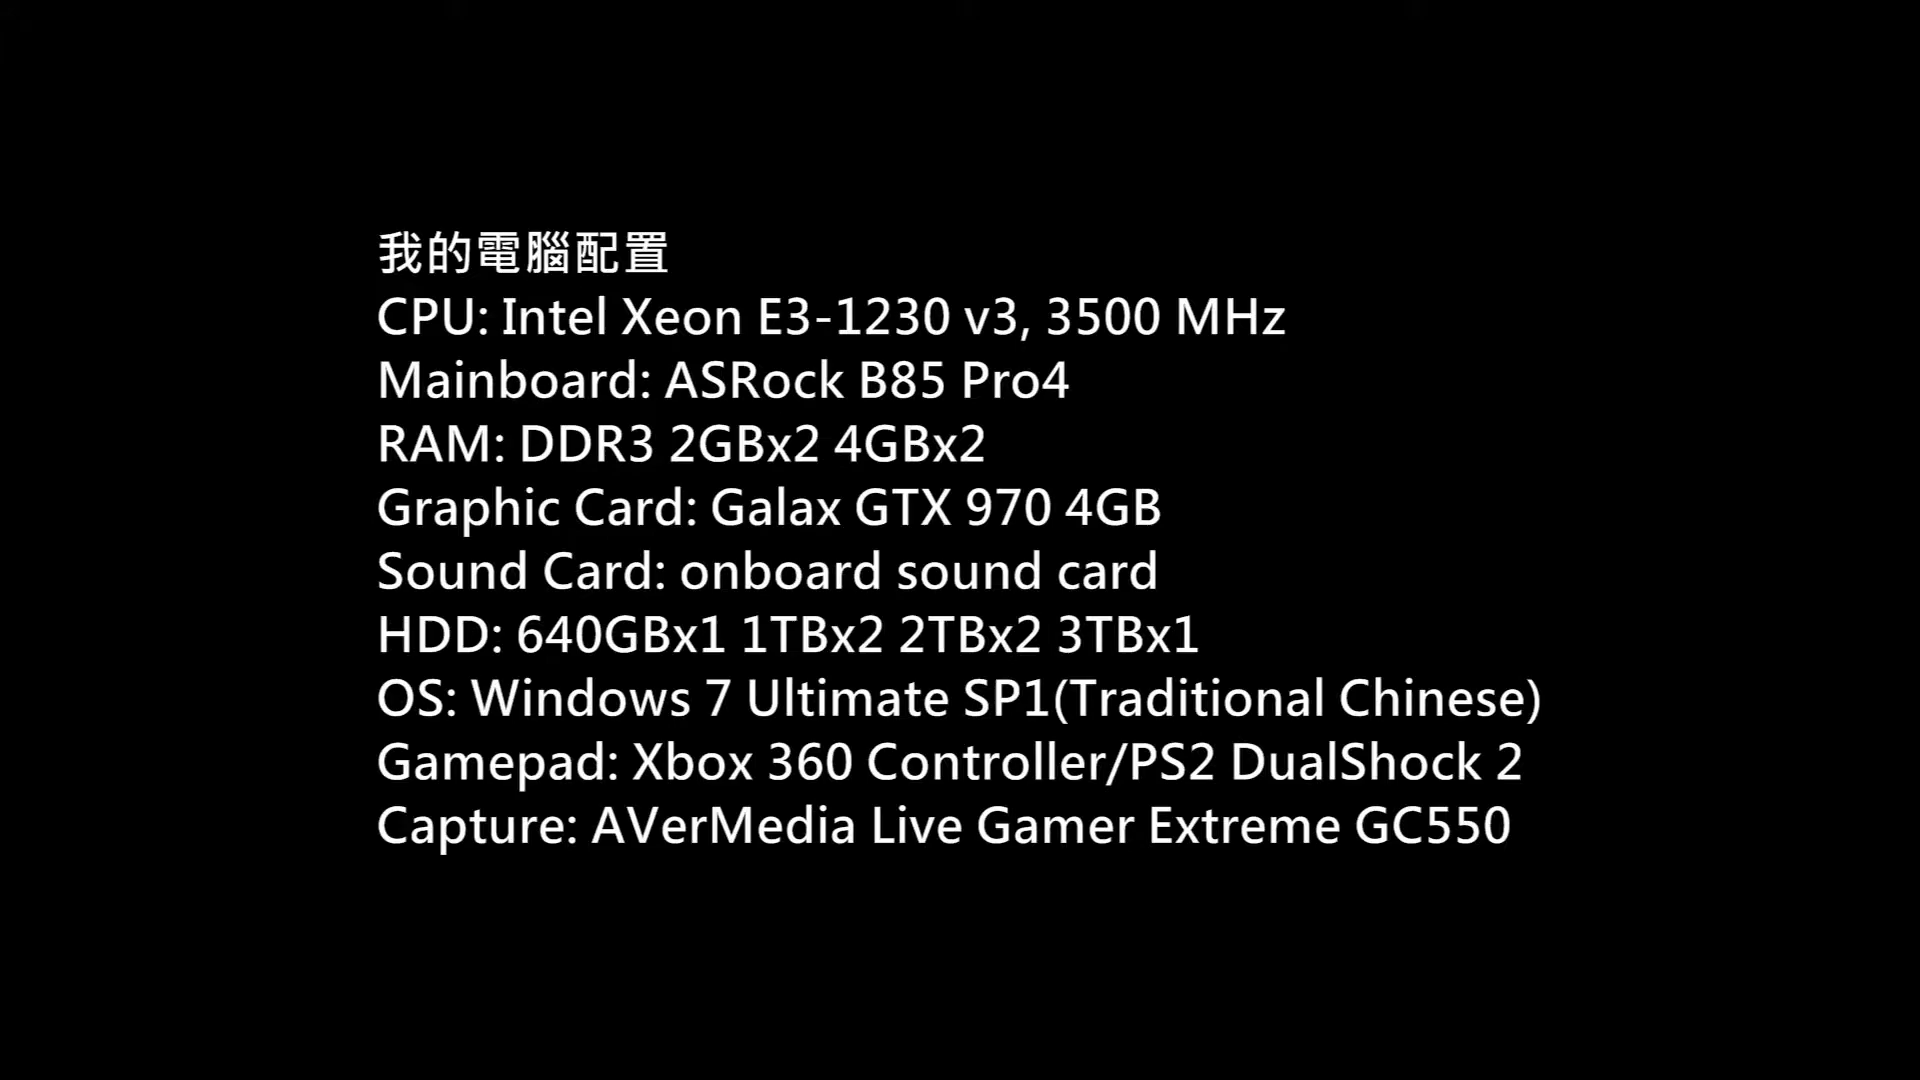 我的電腦配置
CPU: Intel Xeon E3-1230 v3, 3500 MHz
Mainboard: ASRock B85 Pro4
RAM: DDR3 2GBx2 4GBx2
Graphic Card: Galax GTX 970 4GB
Sound Card: onboard sound card
HDD: 640GBx1 1TBx2 2TBx2 3TBx1
OS: Windows 7 Ultimate SP1(Traditional Chinese)
Gamepad: Xbox 360 Controller/PS2 DualShock 2
Capture: AVerMedia Live Gamer Extreme GC550